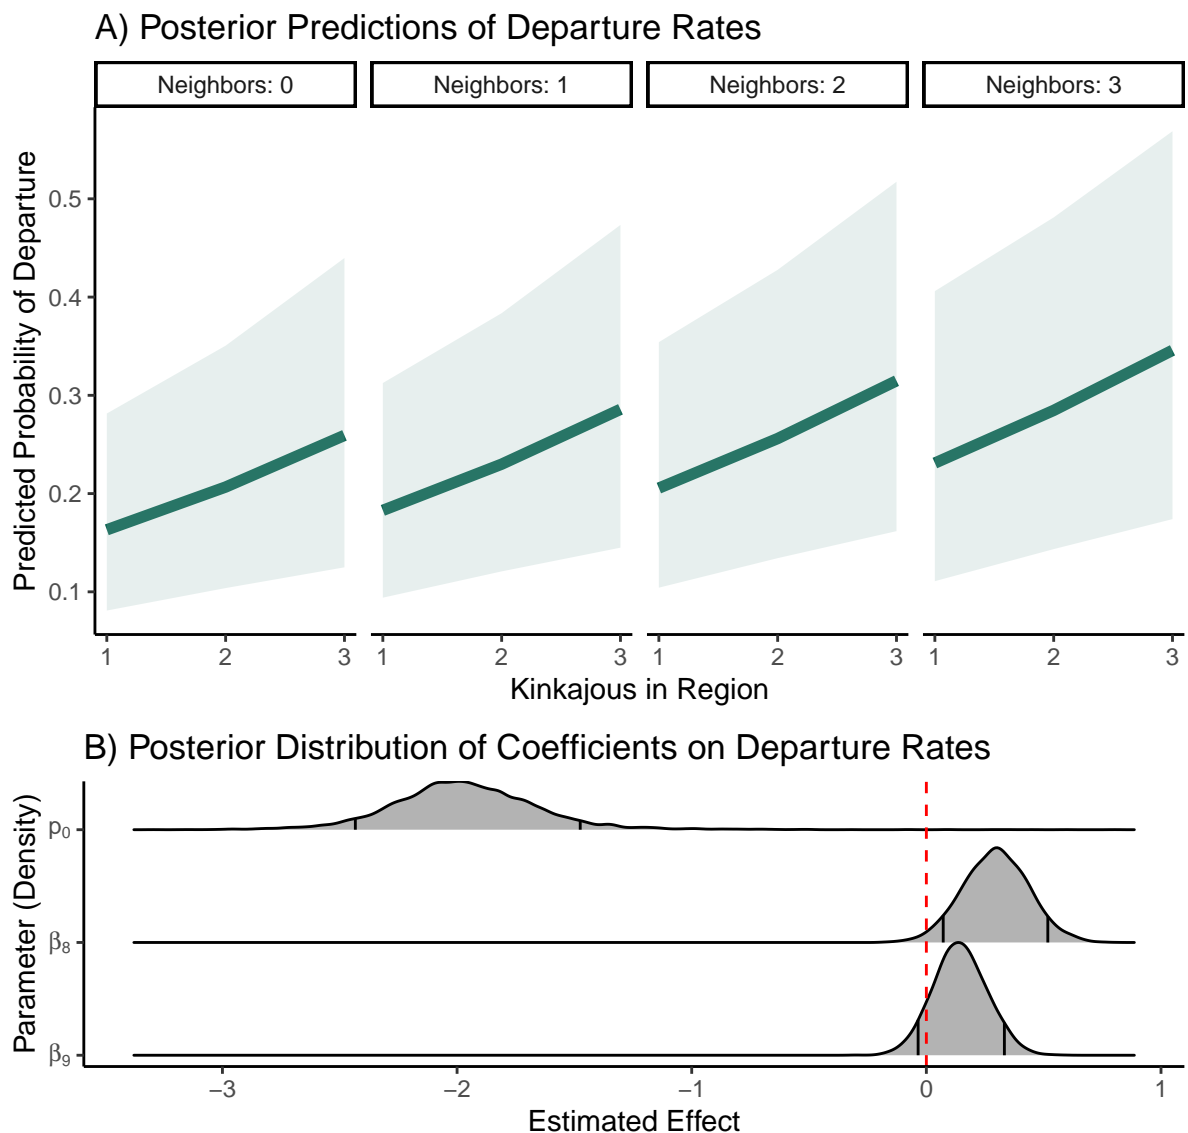 A) Posterior Predictions of Departure Rates
Neighbors: 0
Neighbors: 1
Neighbors: 2
Neighbors: 3
Predicted Probability of Departure
0.5
0.4
0.3
0.2
0.1
1 2 3
1 2 3
1 2 3
1 2 3
Kinkajous in Region
B) Posterior Distribution of Coefficients on Departure Rates
Parameter (Density)
p₀
β₈
β₉
−3 −2 −1 0 1
Estimated Effect